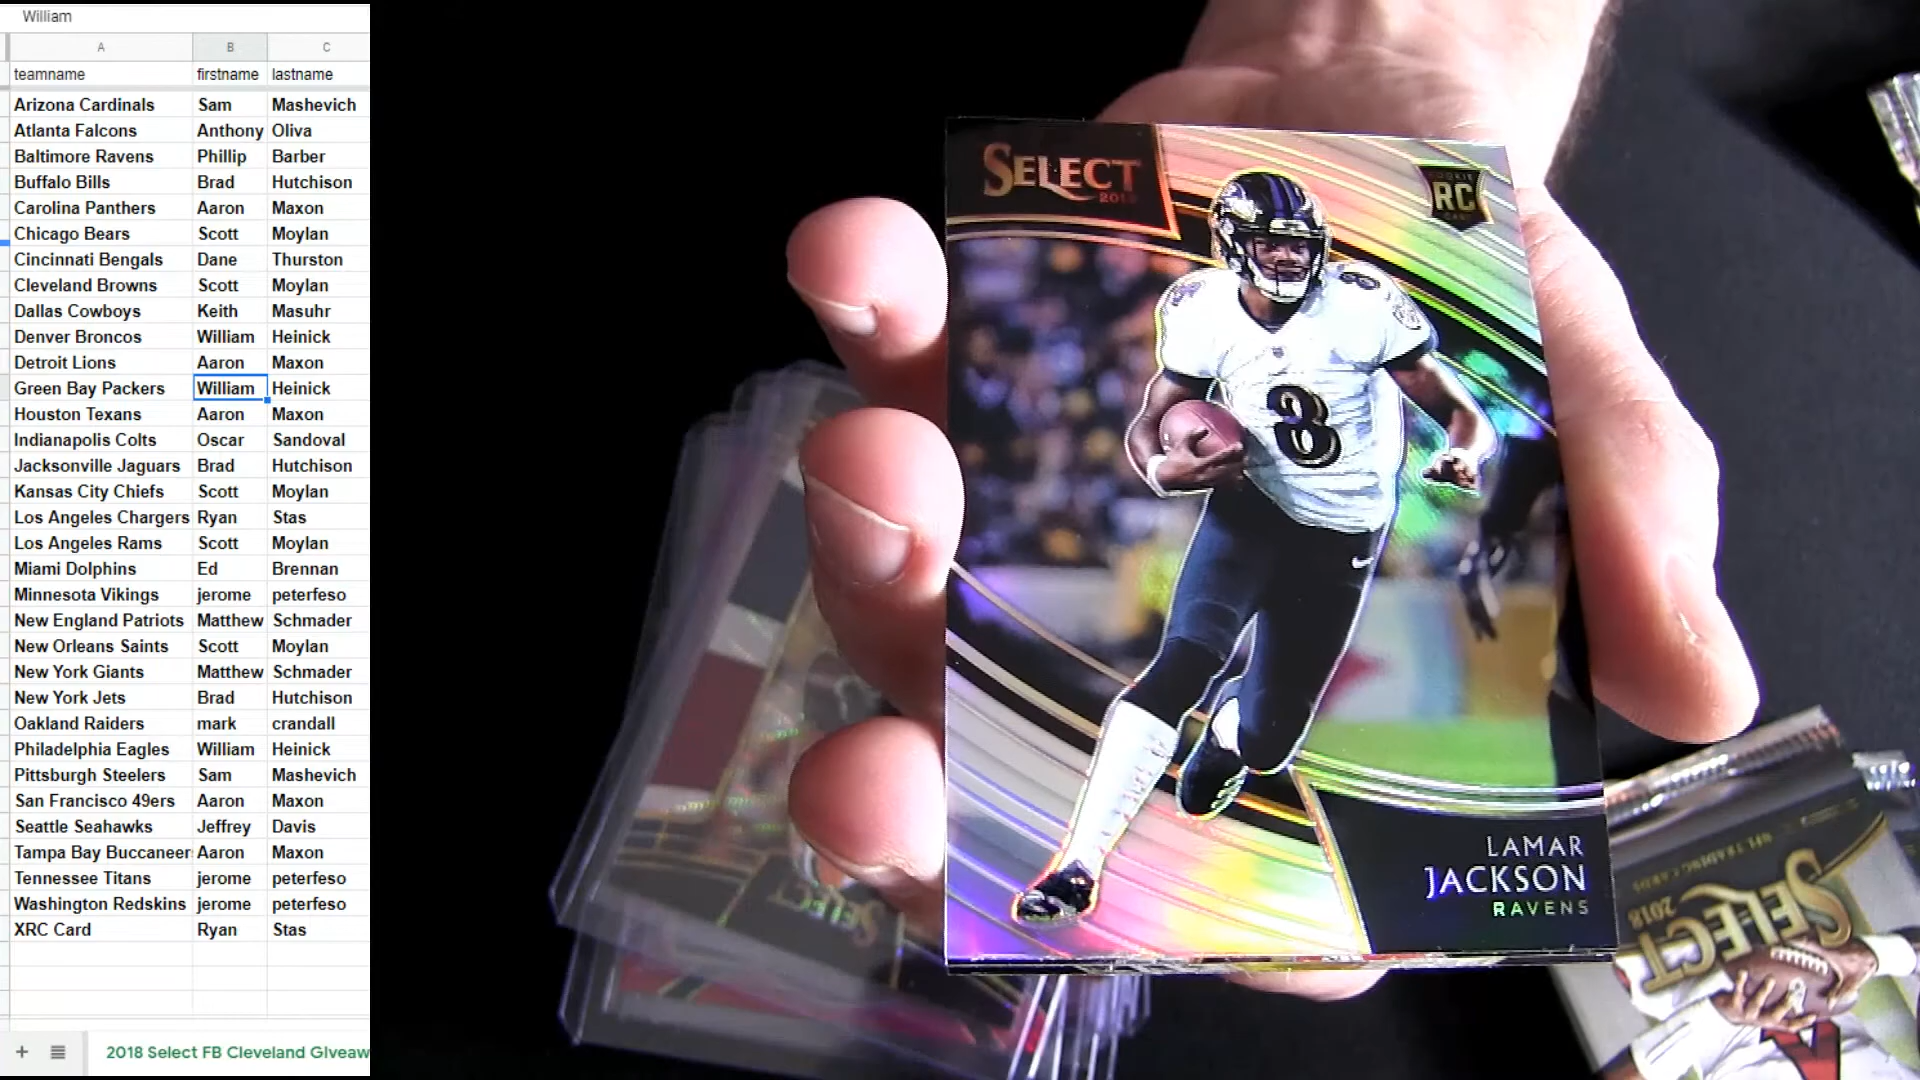 William
A B C
teamname firstname lastname
Arizona Cardinals Sam Mashevich
Atlanta Falcons Anthony Oliva
Baltimore Ravens Phillip Barber
Buffalo Bills Brad Hutchison
Carolina Panthers Aaron Maxon
Chicago Bears Scott Moylan
Cincinnati Bengals Dane Thurston
Cleveland Browns Scott Moylan
Dallas Cowboys Keith Masuhr
Denver Broncos William Heinick
Detroit Lions Aaron Maxon
Green Bay Packers William Heinick
Houston Texans Aaron Maxon
Indianapolis Colts Oscar Sandoval
Jacksonville Jaguars Brad Hutchison
Kansas City Chiefs Scott Moylan
Los Angeles Chargers Ryan Stas
Los Angeles Rams Scott Moylan
Miami Dolphins Ed Brennan
Minnesota Vikings jerome peterfeso
New England Patriots Matthew Schmader
New Orleans Saints Scott Moylan
New York Giants Matthew Schmader
New York Jets Brad Hutchison
Oakland Raiders mark crandall
Philadelphia Eagles William Heinick
Pittsburgh Steelers Sam Mashevich
San Francisco 49ers Aaron Maxon
Seattle Seahawks Jeffrey Davis
Tampa Bay Buccaneer Aaron Maxon
Tennessee Titans jerome peterfeso
Washington Redskins jerome peterfeso
XRC Card Ryan Stas
2018 Select FB Cleveland GIveaw
SELECT
2018
ROOKIE
RC
CARD
8
8
LAMAR
JACKSON
RAVENS
SELECT
NFL TRADING CARDS
SELECT
2018